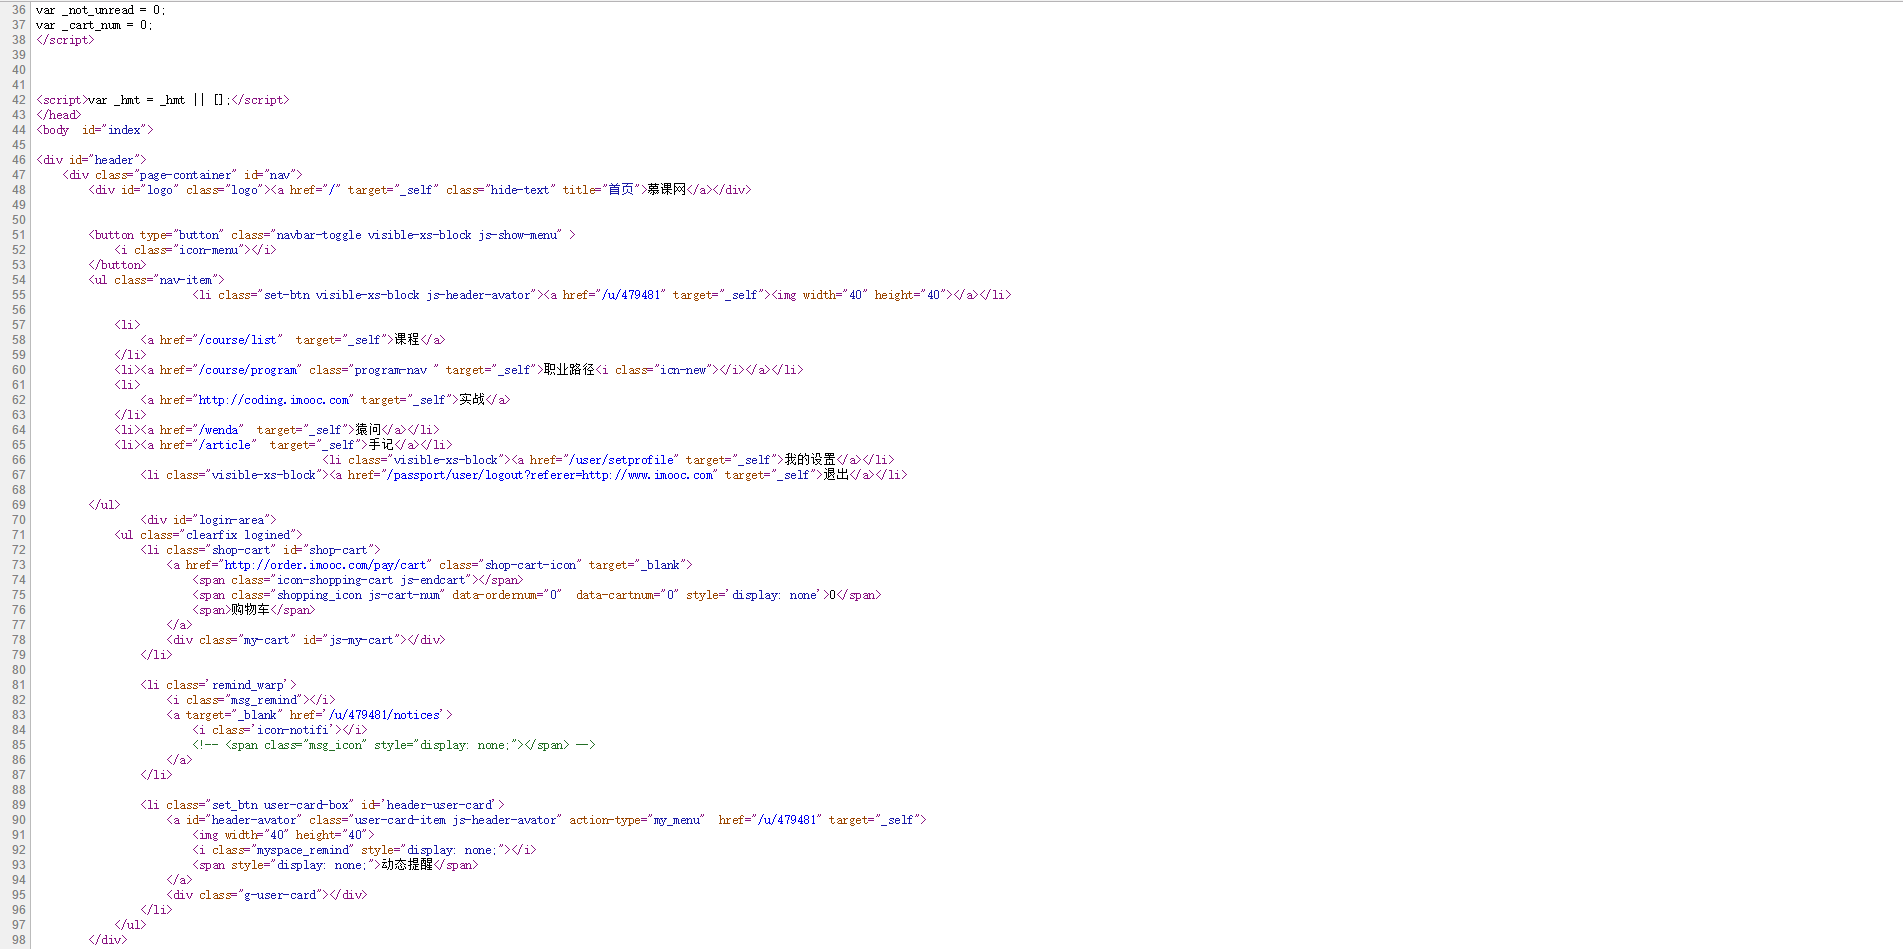 36 var _not_unread = 0;
37 var _cart_num = 0;
38 </script>
39
40
41
42 <script>var _hmt = _hmt || [];</script>
43 </head>
44 <body  id="index">
45
46 <div id="header">
47     <div class="page-container" id="nav">
48         <div id="logo" class="logo"><a href="/" target="_self" class="hide-text" title="首页">慕课网</a></div>
49
50
51         <button type="button" class="navbar-toggle visible-xs-block js-show-menu" >
52             <i class="icon-menu"></i>
53         </button>
54         <ul class="nav-item">
55                         <li class="set-btn visible-xs-block js-header-avator"><a href="/u/479481" target="_self"><img width="40" height="40"></a></li>
56
57             <li>
58                 <a href="/course/list"  target="_self">课程</a>
59             </li>
60             <li><a href="/course/program" class="program-nav " target="_self">职业路径<i class="icn-new"></i></a></li>
61             <li>
62                 <a href="http://coding.imooc.com" target="_self">实战</a>
63             </li>
64             <li><a href="/wenda"  target="_self">猿问</a></li>
65             <li><a href="/article"  target="_self">手记</a></li>
66                                             <li class="visible-xs-block"><a href="/user/setprofile" target="_self">我的设置</a></li>
67                 <li class="visible-xs-block"><a href="/passport/user/logout?referer=http://www.imooc.com" target="_self">退出</a></li>
68
69         </ul>
70                 <div id="login-area">
71             <ul class="clearfix logined">
72                 <li class="shop-cart" id="shop-cart">
73                     <a href="http://order.imooc.com/pay/cart" class="shop-cart-icon" target="_blank">
74                         <span class="icon-shopping-cart js-endcart"></span>
75                         <span class="shopping_icon js-cart-num" data-ordernum="0"  data-cartnum="0" style='display: none'>0</span>
76                         <span>购物车</span>
77                     </a>
78                     <div class="my-cart" id="js-my-cart"></div>
79                 </li>
80
81                 <li class='remind_warp'>
82                     <i class="msg_remind"></i>
83                     <a target="_blank" href='/u/479481/notices'>
84                         <i class='icon-notifi'></i>
85                         <!-- <span class="msg_icon" style="display: none;"></span> -->
86                     </a>
87                 </li>
88
89                 <li class="set_btn user-card-box" id='header-user-card'>
90                     <a id="header-avator" class="user-card-item js-header-avator" action-type="my_menu"  href="/u/479481" target="_self">
91                         <img width="40" height="40">
92                         <i class="myspace_remind" style="display: none;"></i>
93                         <span style="display: none;">动态提醒</span>
94                     </a>
95                     <div class="g-user-card"></div>
96                 </li>
97             </ul>
98         </div>